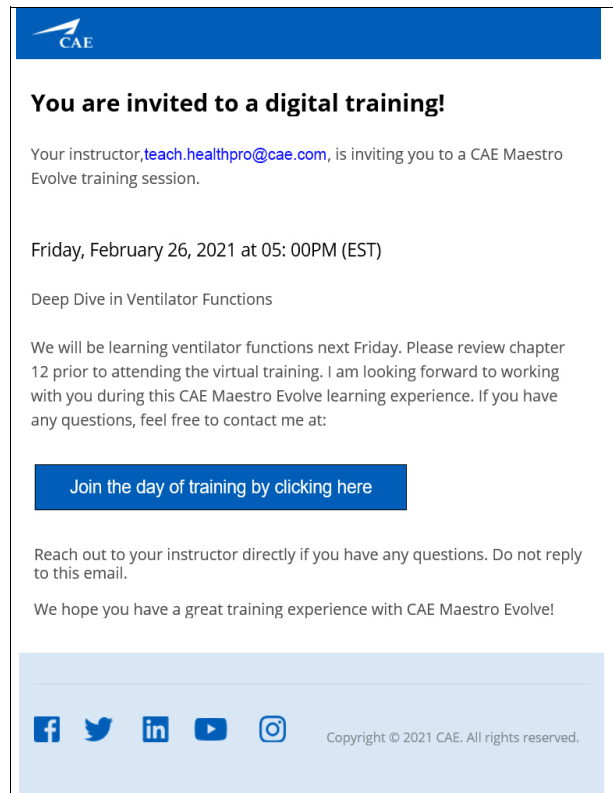 CAE
You are invited to a digital training!
Your instructor,teach.healthpro@cae.com, is inviting you to a CAE Maestro
Evolve training session.
Friday, February 26, 2021 at 05: 00PM (EST)
Deep Dive in Ventilator Functions
We will be learning ventilator functions next Friday. Please review chapter
12 prior to attending the virtual training. I am looking forward to working
with you during this CAE Maestro Evolve learning experience. If you have
any questions, feel free to contact me at:
Join the day of training by clicking here
Reach out to your instructor directly if you have any questions. Do not reply
to this email.
We hope you have a great training experience with CAE Maestro Evolve!
Copyright © 2021 CAE. All rights reserved.